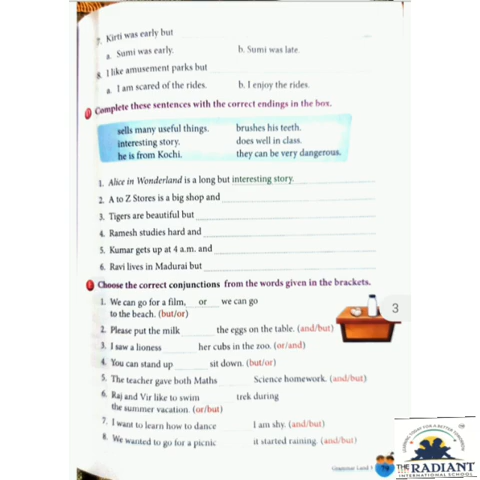 7. Kirti was early but
a. Sumi was early. b. Sumi was late.
8. I like amusement parks but
a. I am scared of the rides. b. I enjoy the rides.
Complete these sentences with the correct endings in the box.
sells many useful things. brushes his teeth.
interesting story. does well in class.
he is from Kochi. they can be very dangerous.
1. Alice in Wonderland is a long but interesting story.
2. A to Z Stores is a big shop and
3. Tigers are beautiful but
4. Ramesh studies hard and
5. Kumar gets up at 4 a.m. and
6. Ravi lives in Madurai but
Choose the correct conjunctions from the words given in the brackets.
1. We can go for a film, or we can go
to the beach. (but/or)
2. Please put the milk the eggs on the table. (and/but)
3. I saw a lioness her cubs in the zoo. (or/and)
4. You can stand up sit down. (but/or)
5. The teacher gave both Maths Science homework. (and/but)
6. Raj and Vir like to swim trek during
the summer vacation. (or/but)
7. I want to learn how to dance I am shy. (and/but)
8. We wanted to go for a picnic it started raining. (and/but)
3
THE RADIANT
INTERNATIONAL SCHOOL